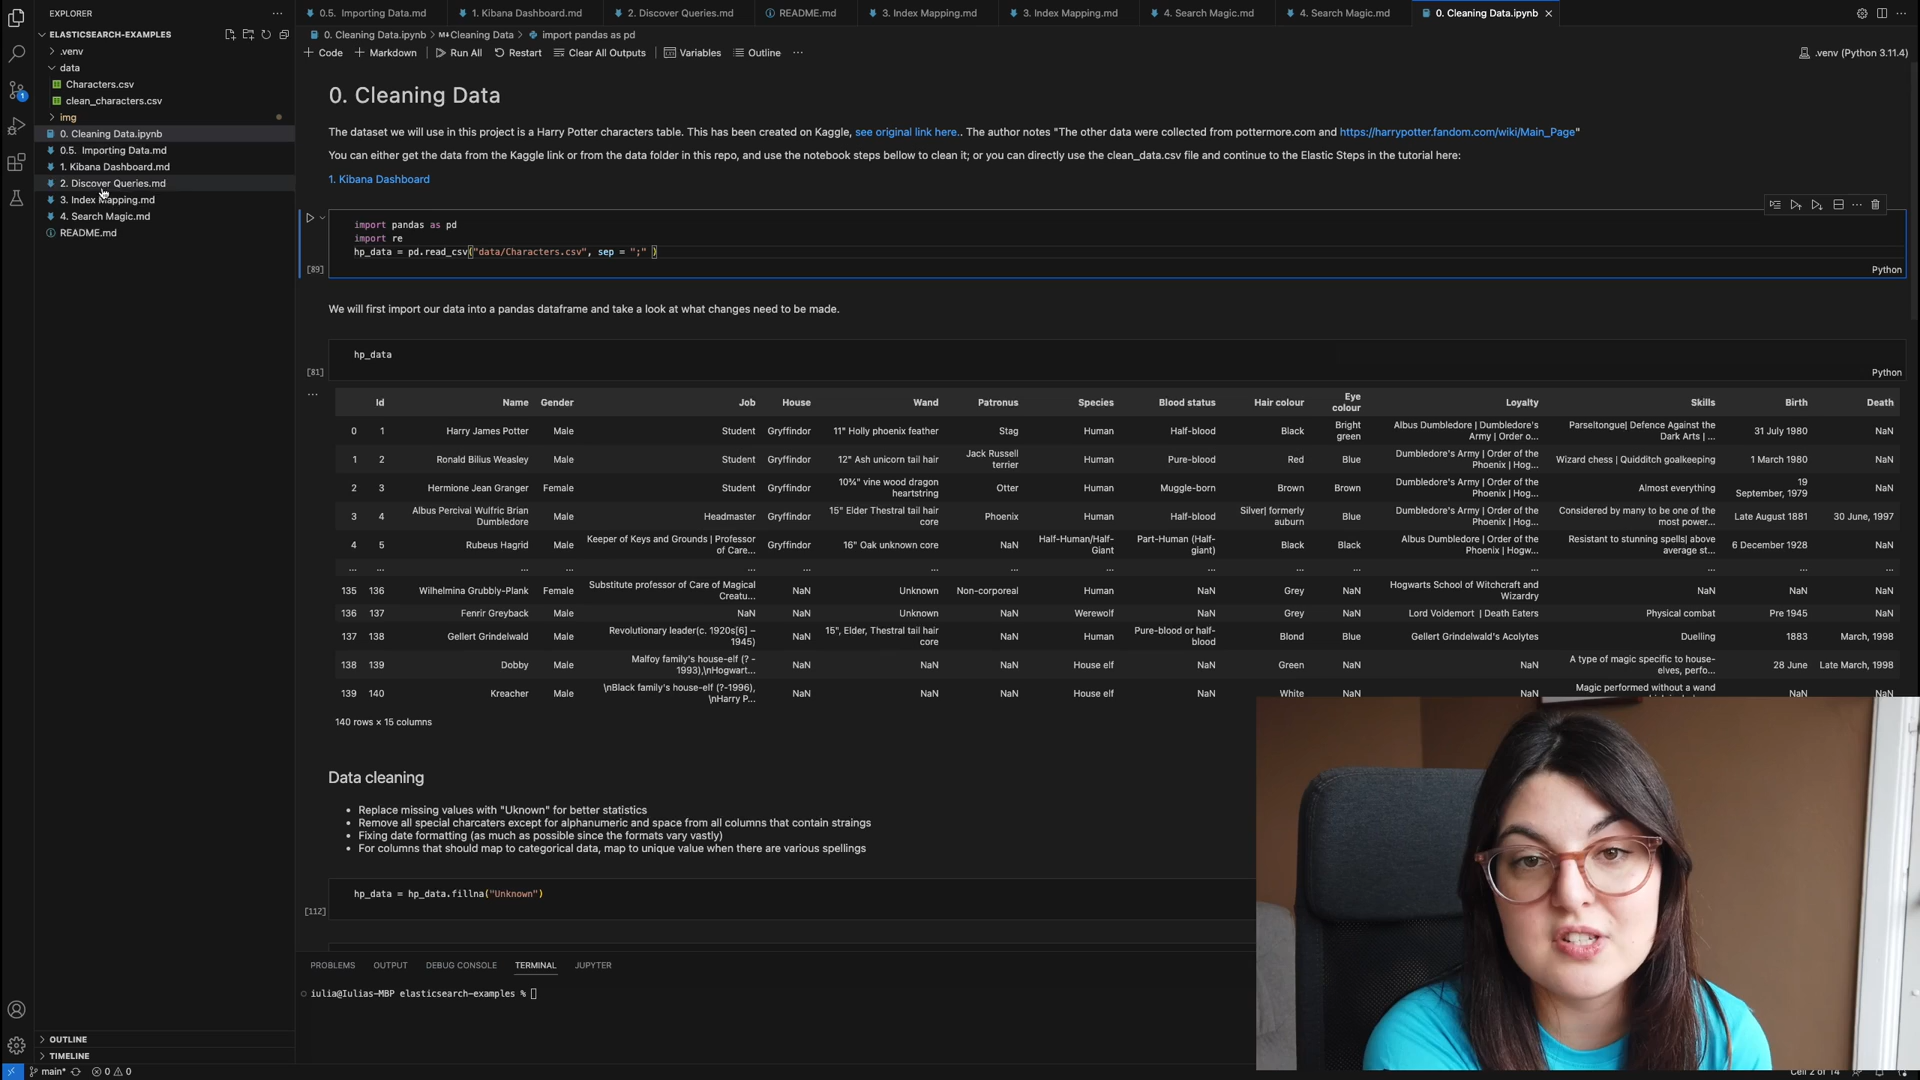 EXPLORER
ELASTICSEARCH-EXAMPLES
.venv
data
Characters.csv
clean_characters.csv
img
0. Cleaning Data.ipynb
0.5. Importing Data.md
1. Kibana Dashboard.md
2. Discover Queries.md
3. Index Mapping.md
4. Search Magic.md
README.md
OUTLINE
TIMELINE
0.5. Importing Data.md 1. Kibana Dashboard.md 2. Discover Queries.md README.md 3. Index Mapping.md 3. Index Mapping.md 4. Search Magic.md 4. Search Magic.md 0. Cleaning Data.ipynb
0. Cleaning Data.ipynb > M↓Cleaning Data > import pandas as pd
+ Code + Markdown Run All Restart Clear All Outputs Variables Outline ... .venv (Python 3.11.4)
0. Cleaning Data
The dataset we will use in this project is a Harry Potter characters table. This has been created on Kaggle, see original link here.. The author notes "The other data were collected from pottermore.com and https://harrypotter.fandom.com/wiki/Main_Page"
You can either get the data from the Kaggle link or from the data folder in this repo, and use the notebook steps bellow to clean it; or you can directly use the clean_data.csv file and continue to the Elastic Steps in the tutorial here:
1. Kibana Dashboard
import pandas as pd
import re
hp_data = pd.read_csv("data/Characters.csv", sep = ";" )
[89] Python
We will first import our data into a pandas dataframe and take a look at what changes need to be made.
hp_data
[81] Python
Id Name Gender Job House Wand Patronus Species Blood status Hair colour Eye colour Loyalty Skills Birth Death
0 1 Harry James Potter Male Student Gryffindor 11" Holly phoenix feather Stag Human Half-blood Black Bright green Albus Dumbledore | Dumbledore's Army | Order o... Parseltongue| Defence Against the Dark Arts | ... 31 July 1980 NaN
1 2 Ronald Bilius Weasley Male Student Gryffindor 12" Ash unicorn tail hair Jack Russell terrier Human Pure-blood Red Blue Dumbledore's Army | Order of the Phoenix | Hog... Wizard chess | Quidditch goalkeeping 1 March 1980 NaN
2 3 Hermione Jean Granger Female Student Gryffindor 10¾" vine wood dragon heartstring Otter Human Muggle-born Brown Brown Dumbledore's Army | Order of the Phoenix | Hog... Almost everything 19 September, 1979 NaN
3 4 Albus Percival Wulfric Brian Dumbledore Male Headmaster Gryffindor 15" Elder Thestral tail hair core Phoenix Human Half-blood Silver| formerly auburn Blue Dumbledore's Army | Order of the Phoenix | Hog... Considered by many to be one of the most power... Late August 1881 30 June, 1997
4 5 Rubeus Hagrid Male Keeper of Keys and Grounds | Professor of Care... Gryffindor 16" Oak unknown core NaN Half-Human/Half-Giant Part-Human (Half-giant) Black Black Albus Dumbledore | Order of the Phoenix | Hogw... Resistant to stunning spells| above average st... 6 December 1928 NaN
... ... ... ... ... ... ... ... ... ... ... ... ... ... ... ...
135 136 Wilhelmina Grubbly-Plank Female Substitute professor of Care of Magical Creatu... NaN Unknown Non-corporeal Human NaN Grey NaN Hogwarts School of Witchcraft and Wizardry NaN NaN NaN
136 137 Fenrir Greyback Male NaN NaN Unknown NaN Werewolf NaN Grey NaN Lord Voldemort | Death Eaters Physical combat Pre 1945 NaN
137 138 Gellert Grindelwald Male Revolutionary leader(c. 1920s[6] – 1945) NaN 15", Elder, Thestral tail hair core NaN Human Pure-blood or half-blood Blond Blue Gellert Grindelwald's Acolytes Duelling 1883 March, 1998
138 139 Dobby Male Malfoy family's house-elf (? - 1993),\nHogwart... NaN NaN NaN House elf NaN Green NaN NaN A type of magic specific to house-elves, perfo... 28 June Late March, 1998
139 140 Kreacher Male \nBlack family's house-elf (?-1996), \nHarry P... NaN NaN NaN House elf NaN White NaN NaN Magic performed without a wand NaN NaN
140 rows × 15 columns
Data cleaning
• Replace missing values with "Uknown" for better statistics
• Remove all special charcaters except for alphanumeric and space from all columns that contain straings
• Fixing date formatting (as much as possible since the formats vary vastly)
• For columns that should map to categorical data, map to unique value when there are various spellings
hp_data = hp_data.fillna("Unknown")
[112]
PROBLEMS OUTPUT DEBUG CONSOLE TERMINAL JUPYTER
iulia@Iulias-MBP elasticsearch-examples %
main* 0 0 Cell 2 of 14
1